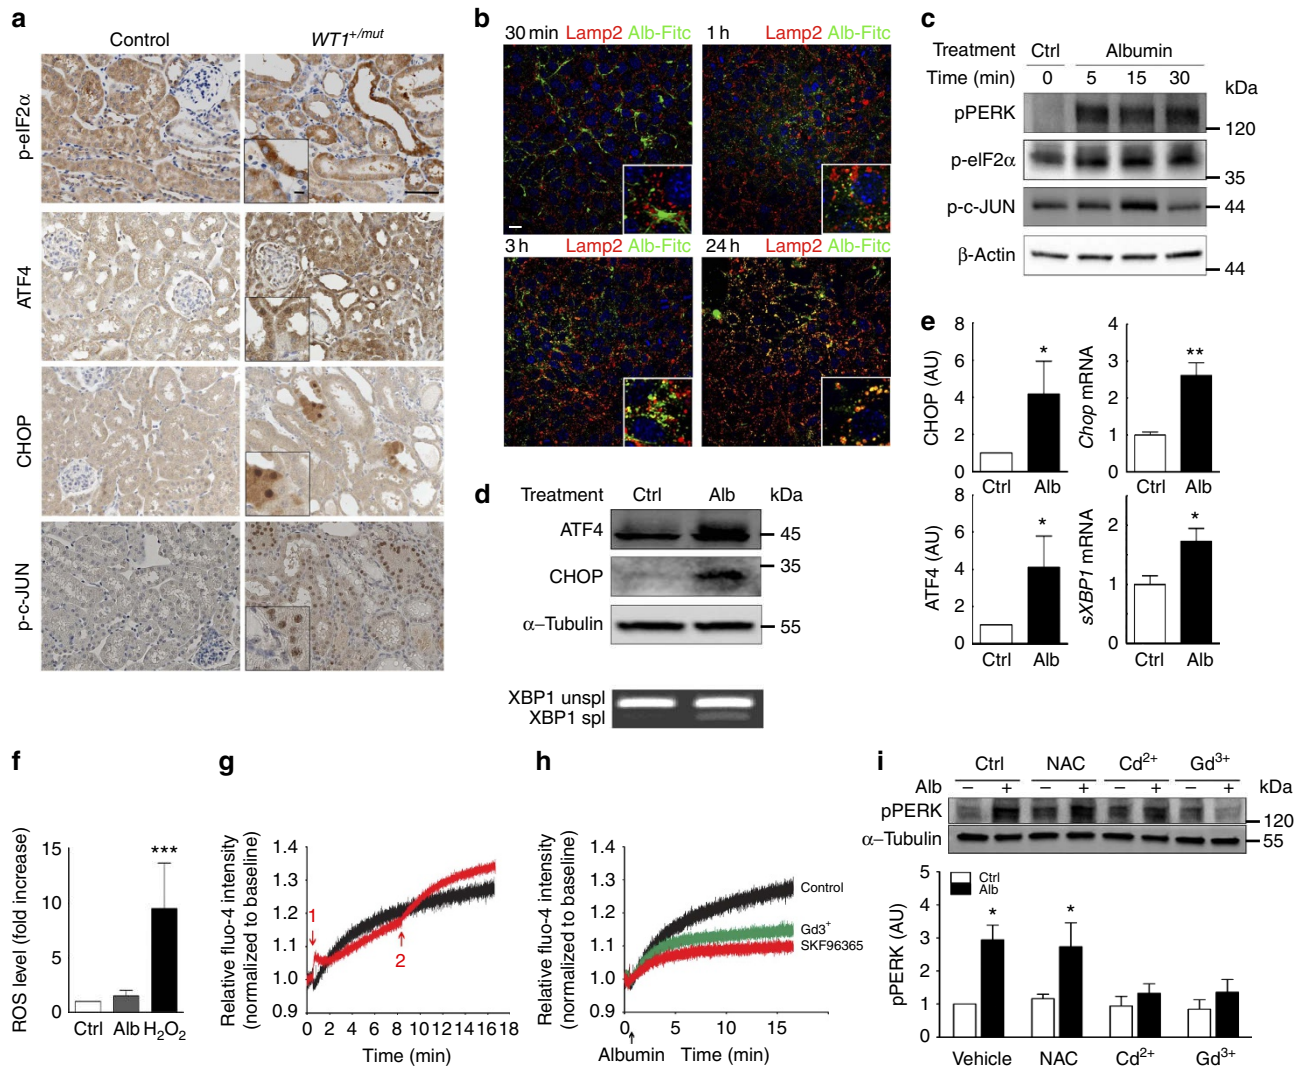 a
Control WT1+/mut
p-eIF2α
ATF4
CHOP
p-c-JUN
b
30 min Lamp2 Alb-Fitc
1 h Lamp2 Alb-Fitc
3 h Lamp2 Alb-Fitc
24 h Lamp2 Alb-Fitc
c
Treatment Ctrl Albumin
Time (min) 0 5 15 30 kDa
pPERK 120
p-eIF2α 35
p-c-JUN 44
β-Actin 44
d
Treatment Ctrl Alb kDa
ATF4 45
CHOP 35
α–Tubulin 55
XBP1 unspl
XBP1 spl
e
CHOP (AU)
8
6
4
2
0
*
Ctrl Alb
Chop mRNA
4
3
2
1
0
**
Ctrl Alb
ATF4 (AU)
8
6
4
2
0
*
Ctrl Alb
sXBP1 mRNA
2
1
0
*
Ctrl Alb
f
ROS level (fold increase)
15
10
5
0
***
Ctrl Alb H2O2
g
Relative fluo-4 intensity
(normalized to baseline)
1.4
1.3
1.2
1.1
1.0
0.9
1
2
0 2 4 6 8 10 12 14 16 18
Time (min)
h
Relative fluo-4 intensity
(normalized to baseline)
1.4
1.3
1.2
1.1
1.0
0.9
Control
Gd3+
SKF96365
0 5 10 15
Albumin Time (min)
i
Ctrl NAC Cd2+ Gd3+
Alb – + – + – + – + kDa
pPERK 120
α–Tubulin 55
pPERK (AU)
5
4
3
2
1
0
Ctrl
Alb
* *
Vehicle NAC Cd2+ Gd3+